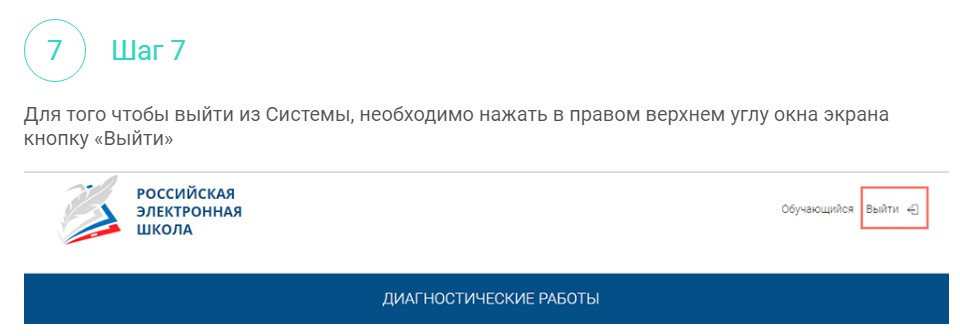 7 Шаг 7
Для того чтобы выйти из Системы, необходимо нажать в правом верхнем углу окна экрана
кнопку «Выйти»
РОССИЙСКАЯ
ЭЛЕКТРОННАЯ
ШКОЛА
Обучающийся Выйти
ДИАГНОСТИЧЕСКИЕ РАБОТЫ